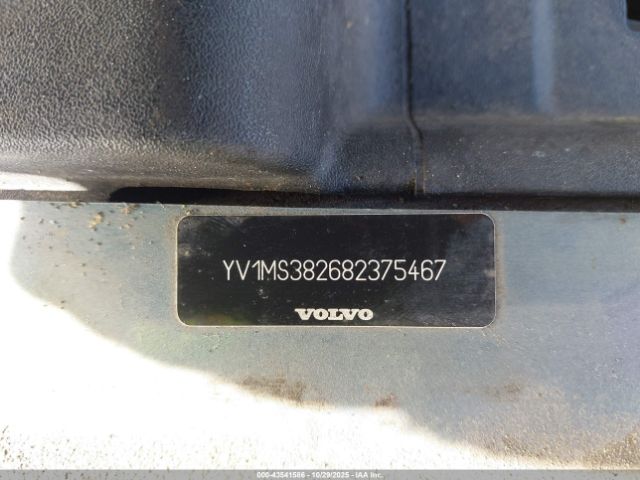 YV1MS382682375467
VOLVO
000-43541586 • 10/29/2025 • IAA Inc.